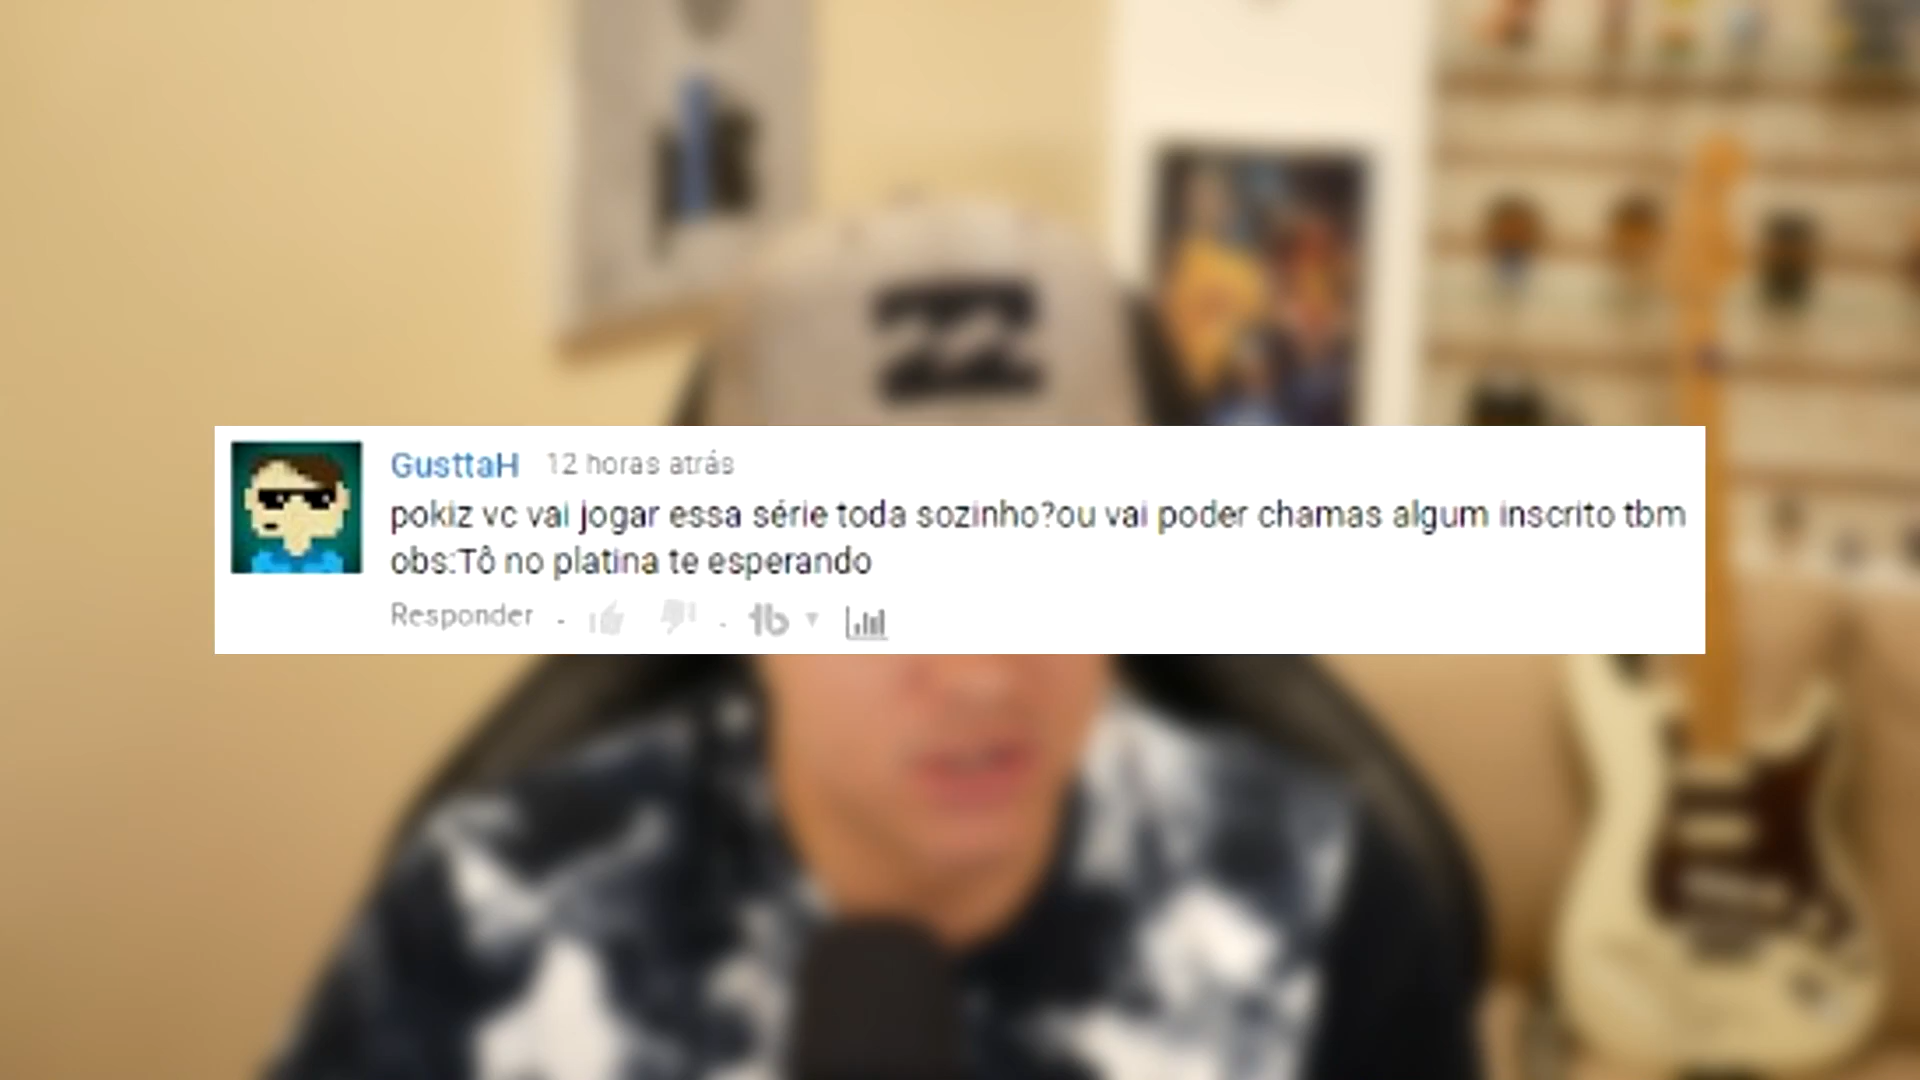 GusttaH 12 horas atrás
pokiz vc vai jogar essa série toda sozinho?ou vai poder chamas algum inscrito tbm
obs:Tô no platina te esperando
Responder